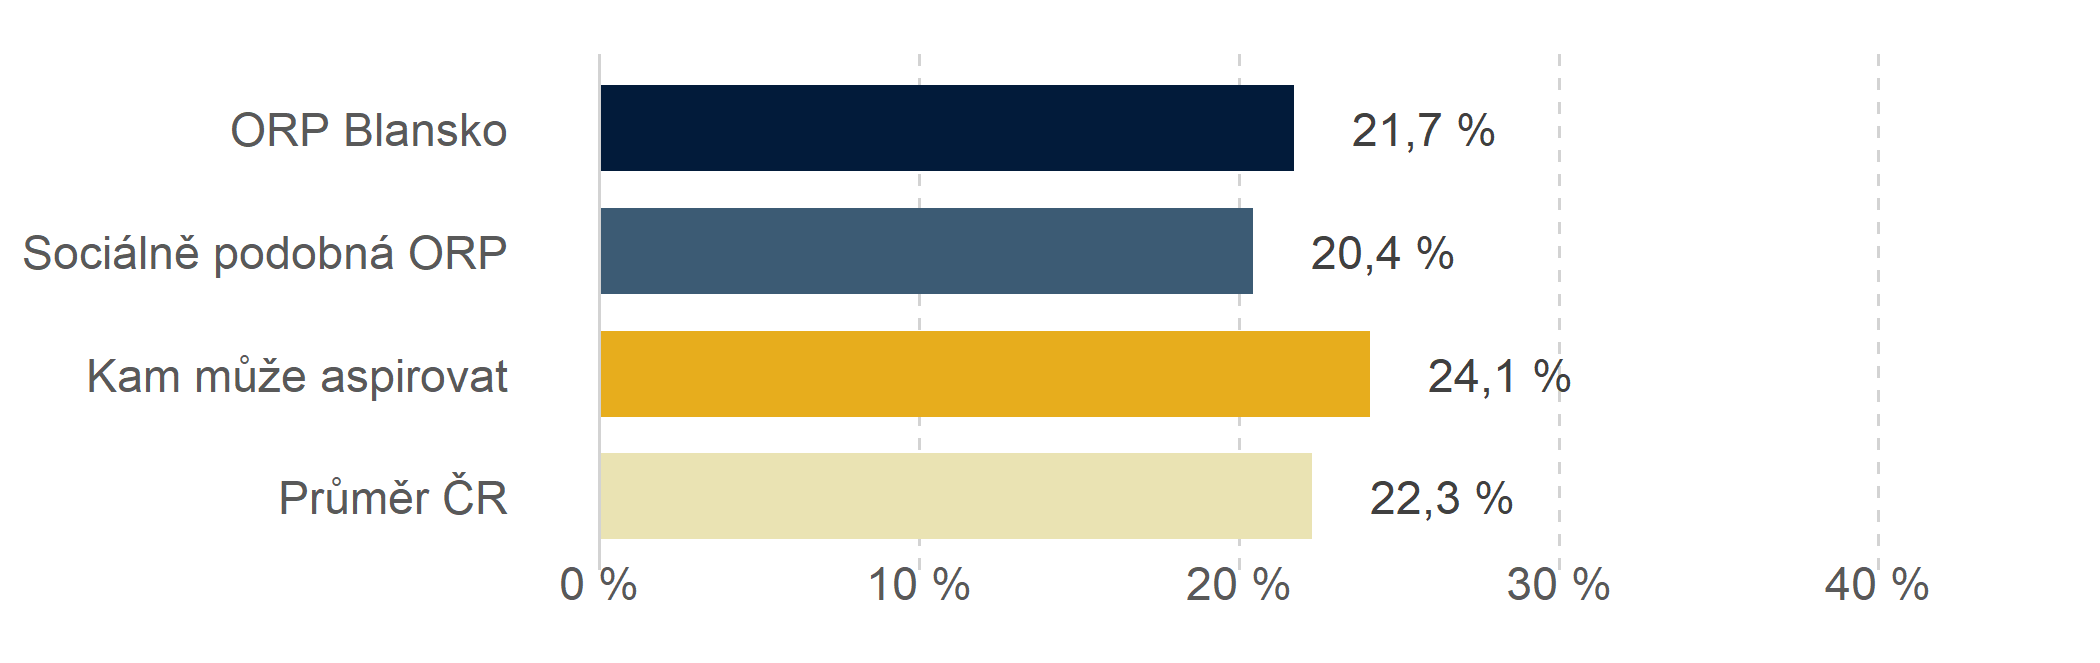 ORP Blansko 21,7 %
Sociálně podobná ORP 20,4 %
Kam může aspirovat 24,1 %
Průměr ČR 22,3 %
0 % 10 % 20 % 30 % 40 %